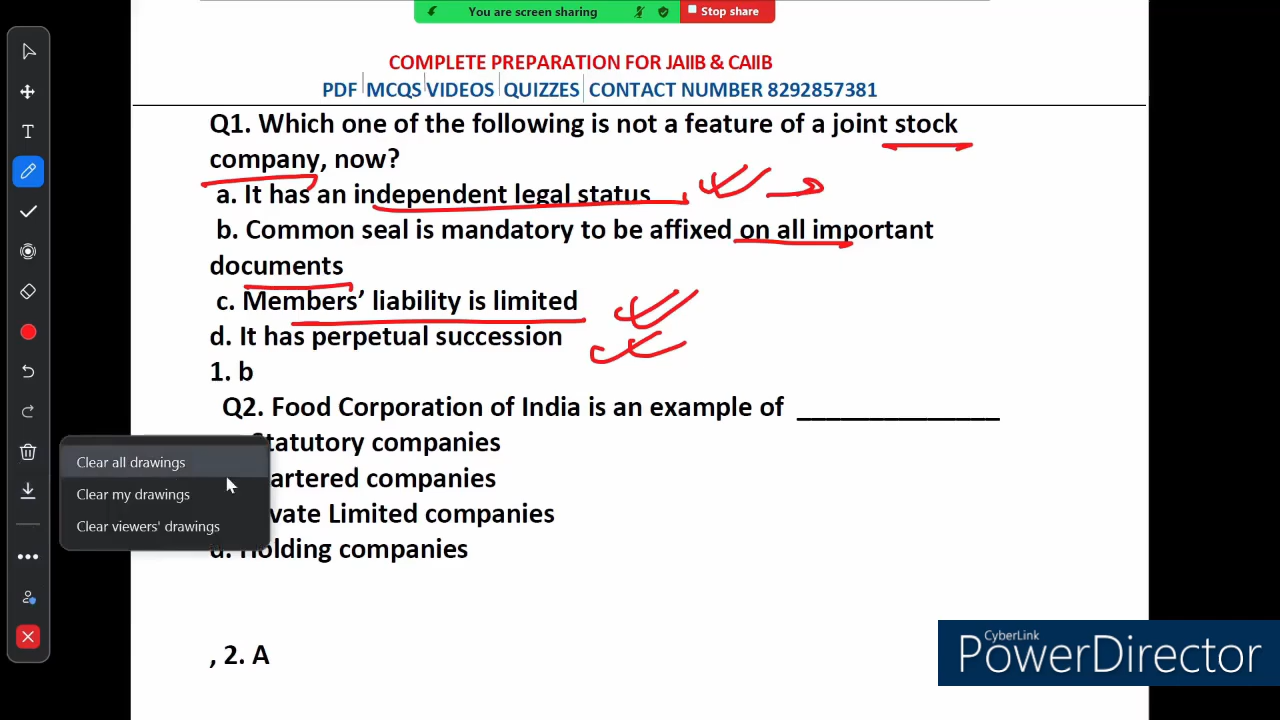 You are screen sharing
Stop share
COMPLETE PREPARATION FOR JAIIB & CAIIB
PDF MCQS VIDEOS QUIZZES CONTACT NUMBER 8292857381
Q1. Which one of the following is not a feature of a joint stock
company, now?
a. It has an independent legal status
b. Common seal is mandatory to be affixed on all important
documents
c. Members’ liability is limited
d. It has perpetual succession
1. b
Q2. Food Corporation of India is an example of ______________
Statutory companies
artered companies
vate Limited companies
d. Holding companies
Clear all drawings
Clear my drawings
Clear viewers' drawings
, 2. A
CyberLink
PowerDirector